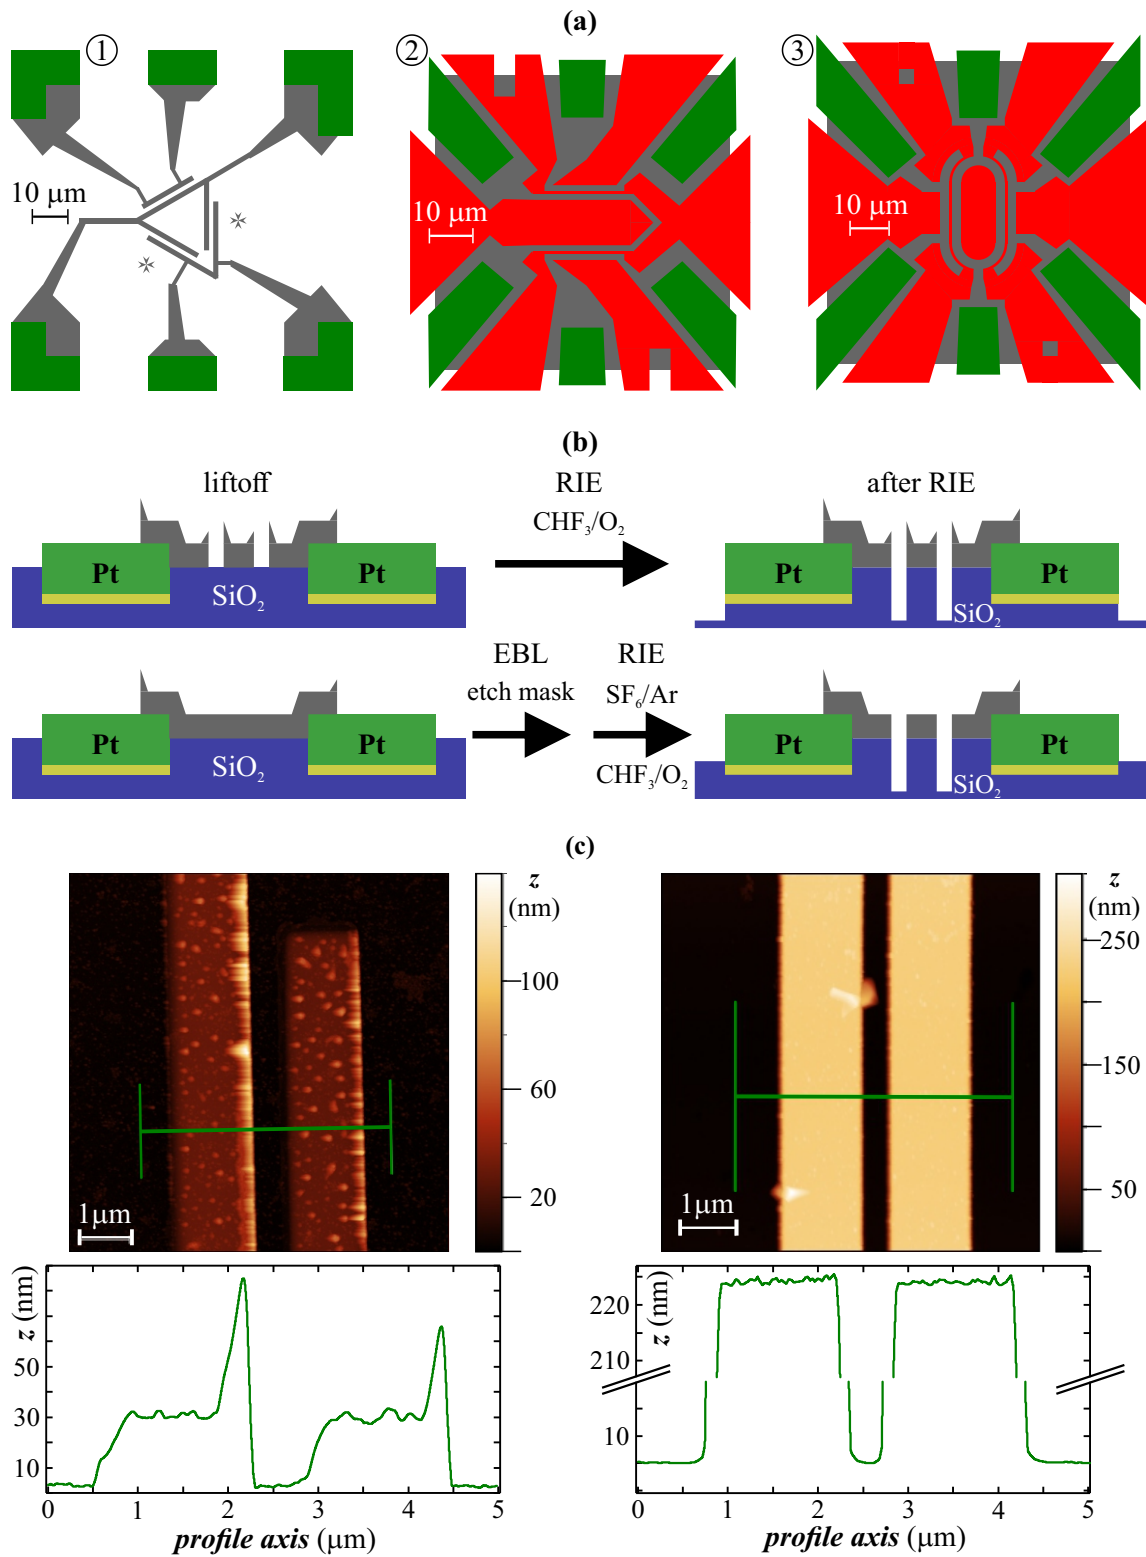 (a)
1 2 3
10 μm
10 μm
10 μm
(b)
liftoff RIE after RIE
CHF₃/O₂
Pt SiO₂ Pt Pt SiO₂ Pt
EBL RIE
etch mask SF₆/Ar
Pt SiO₂ Pt CHF₃/O₂ Pt SiO₂ Pt
(c)
z (nm)
100
60
20
1μm
z (nm)
250
150
50
1μm
z (nm)
50
30
10
0 1 2 3 4 5
profile axis (μm)
z (nm)
220
210
10
0 1 2 3 4 5
profile axis (μm)